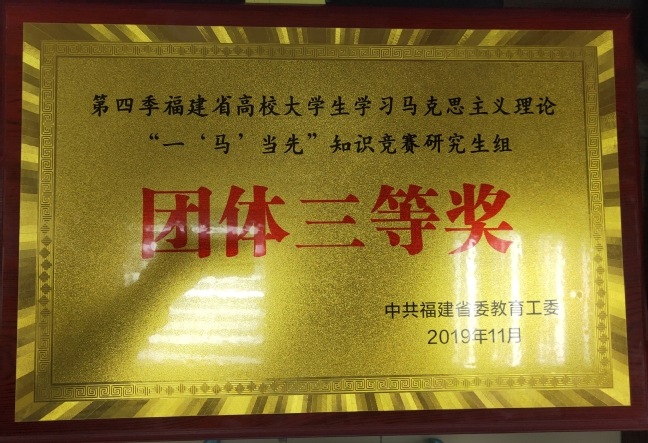 第四季福建省高校大学生学习马克思主义理论
“一‘马’当先”知识竞赛研究生组
团体三等奖
中共福建省委教育工委
2019年11月